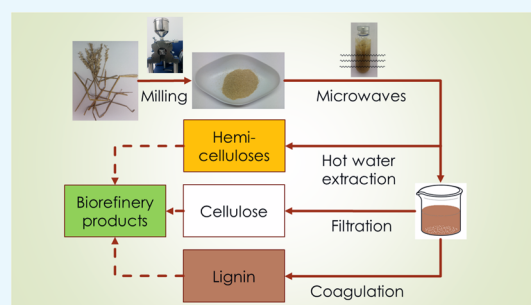 Milling
Microwaves
Hemi-
celluloses
Hot water
extraction
Biorefinery
products
Cellulose
Filtration
Lignin
Coagulation